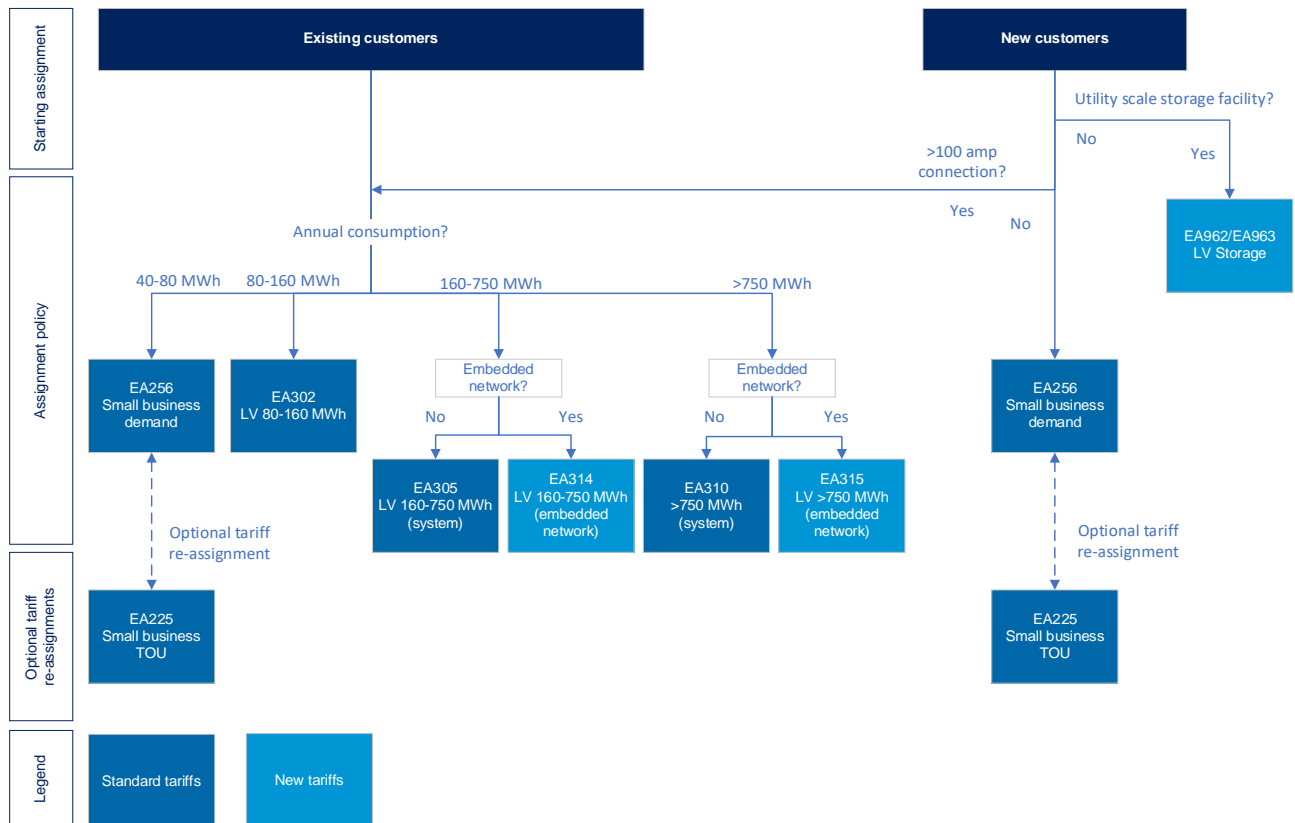 Starting assignment
Existing customers
New customers
Utility scale storage facility?
No
Yes
>100 amp
connection?
Yes
No
EA962/EA963
LV Storage
Assignment policy
Annual consumption?
40-80 MWh
80-160 MWh
160-750 MWh
>750 MWh
EA256
Small business
demand
EA302
LV 80-160 MWh
Embedded
network?
No
Yes
Embedded
network?
No
Yes
EA256
Small business
demand
EA305
LV 160-750 MWh
(system)
EA314
LV 160-750 MWh
(embedded
network)
EA310
>750 MWh
(system)
EA315
LV >750 MWh
(embedded
network)
Optional tariff
re-assignment
Optional tariff
re-assignment
Optional tariff
re-assignments
EA225
Small business
TOU
EA225
Small business
TOU
Legend
Standard tariffs
New tariffs